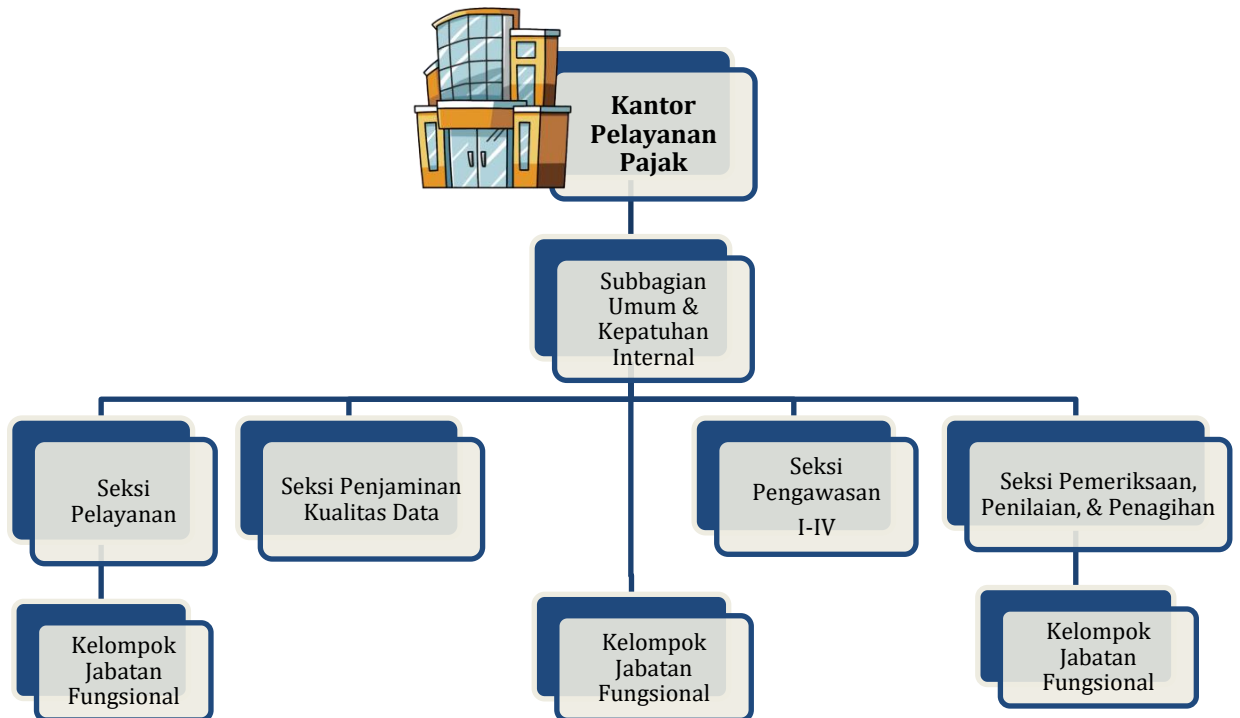 Kantor
Pelayanan
Pajak
Subbagian
Umum &
Kepatuhan
Internal
Seksi
Pelayanan
Seksi Penjaminan
Kualitas Data
Seksi
Pengawasan
I-IV
Seksi Pemeriksaan,
Penilaian, & Penagihan
Kelompok
Jabatan
Fungsional
Kelompok
Jabatan
Fungsional
Kelompok
Jabatan
Fungsional